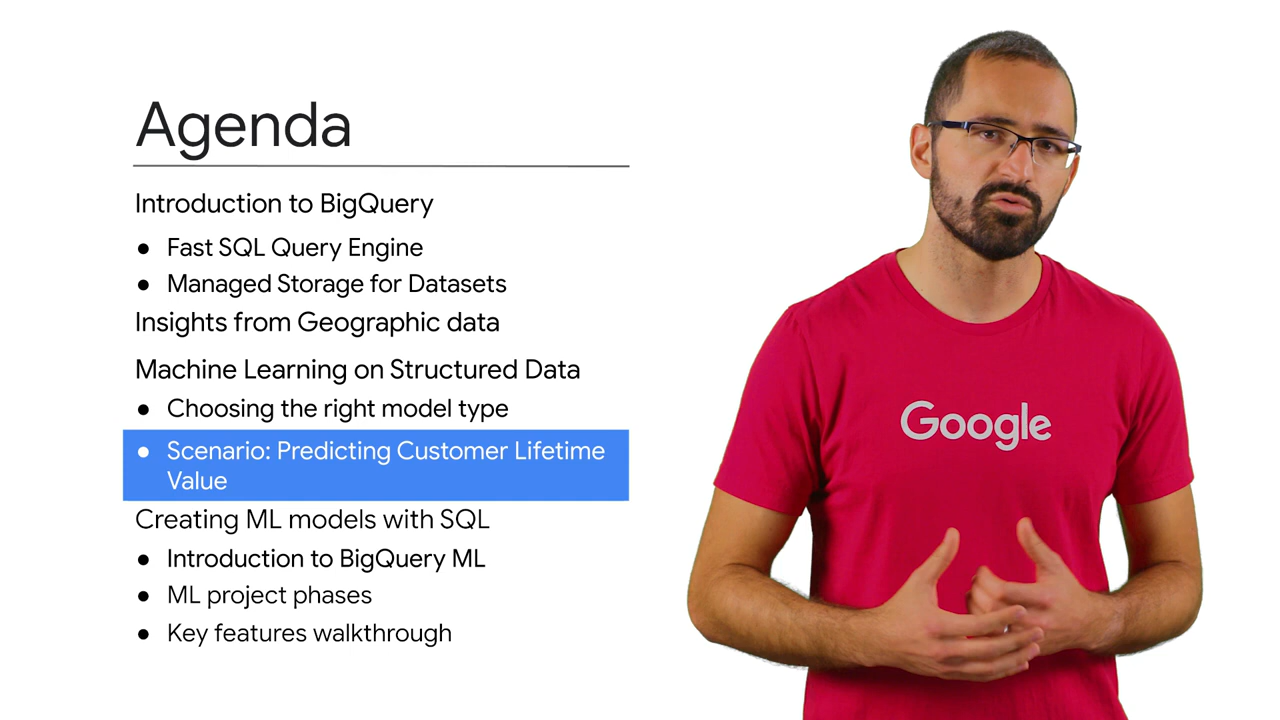 Agenda
Introduction to BigQuery
● Fast SQL Query Engine
● Managed Storage for Datasets
Insights from Geographic data
Machine Learning on Structured Data
● Choosing the right model type
● Scenario: Predicting Customer Lifetime
Value
Creating ML models with SQL
● Introduction to BigQuery ML
● ML project phases
● Key features walkthrough
Google